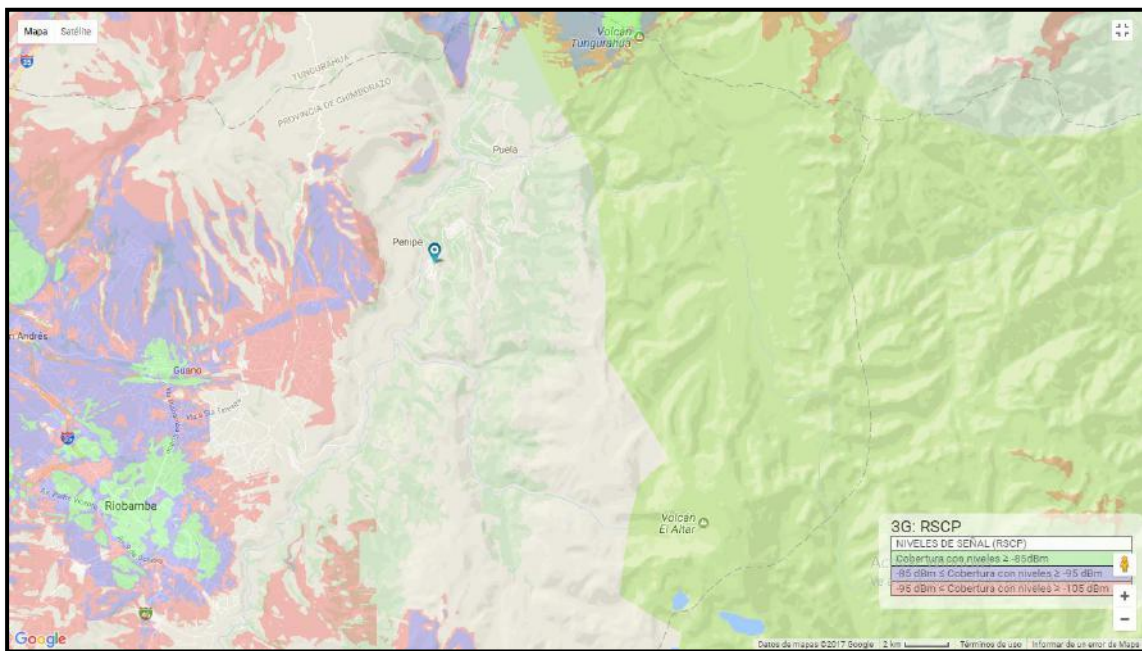 Mapa Satélite
Volcán
Tungurahua
35
TUNGURAHUA
PROVINCIA DE CHIMBORAZO
Puela
Penipe
n Andrés
Guano
Riobamba
Volcán
El Altar
3G: RSCP
NIVELES DE SEÑAL (RSCP)
Cobertura con niveles ≥ -85dBm
-85 dBm ≤ Cobertura con niveles ≥ -95 dBm
-95 dBm ≤ Cobertura con niveles ≥ -105 dBm
+
−
Google
Datos de mapas ©2017 Google 2 km Términos de uso Informar de un error de Maps